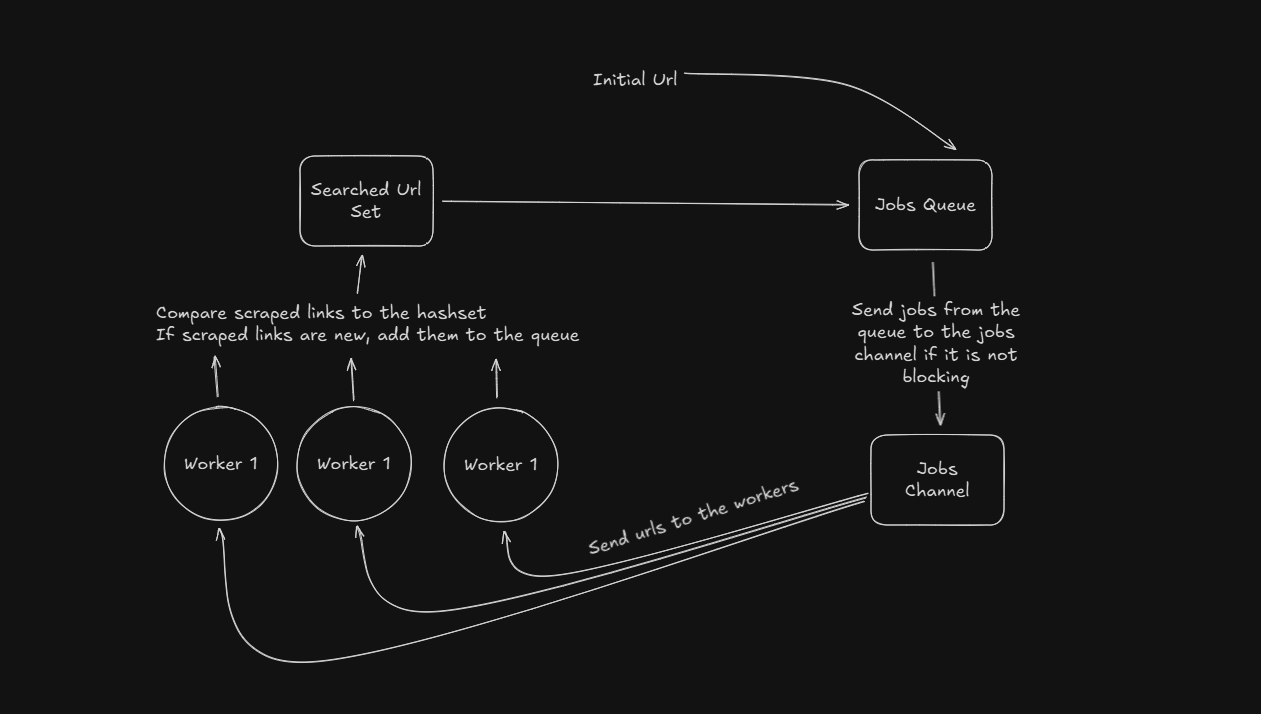 Initial Url
Searched Url
Set
Jobs Queue
Compare scraped links to the hashset
If scraped links are new, add them to the queue
Send jobs from the
queue to the jobs
channel if it is not
blocking
Worker 1
Worker 1
Worker 1
Jobs
Channel
Send urls to the workers